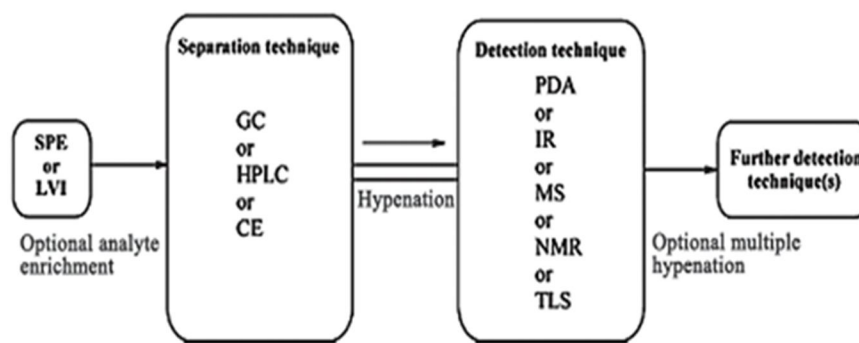 SPE
or
LVI
Optional analyte
enrichment
Separation technique
GC
or
HPLC
or
CE
Hypenation
Detection technique
PDA
or
IR
or
MS
or
NMR
or
TLS
Optional multiple
hypenation
Further detection
technique(s)